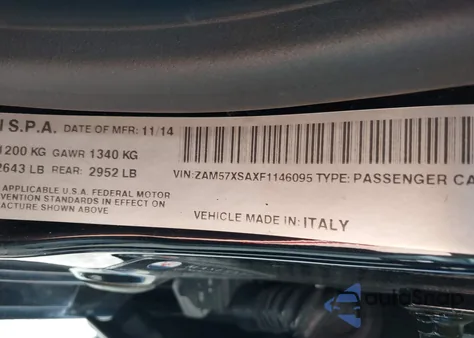 S.P.A. DATE OF MFR: 11/14
1200 KG GAWR 1340 KG
2643 LB REAR: 2952 LB
VIN:ZAM57XSAXF1146095 TYPE: PASSENGER CA
APPLICABLE U.S.A. FEDERAL MOTOR
VENTION STANDARDS IN EFFECT ON
ACTURE SHOWN ABOVE
VEHICLE MADE IN: ITALY
AutoSnap